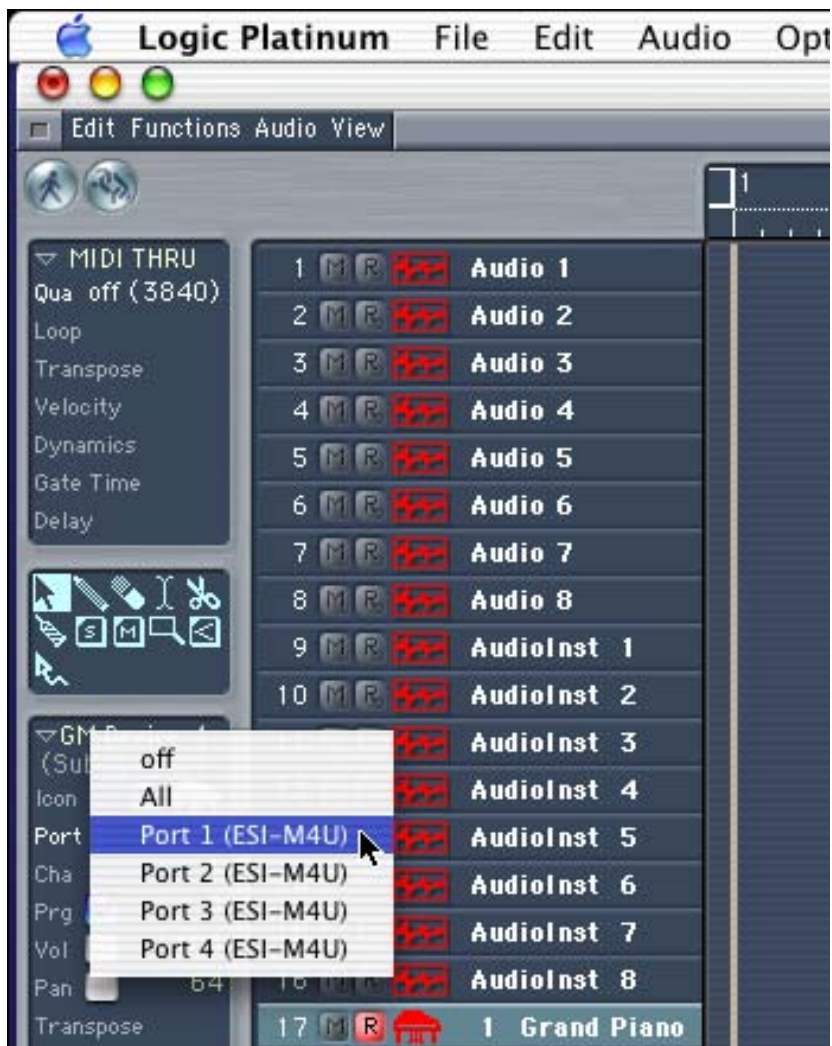 Logic Platinum File Edit Audio Opt
Edit Functions Audio View
1
MIDI THRU
Qua off (3840)
Loop
Transpose
Velocity
Dynamics
Gate Time
Delay
S M
GM
(Su
Icon
Port
Cha
Prg
Vol
Pan 64
Transpose
off
All
Port 1 (ESI-M4U)
Port 2 (ESI-M4U)
Port 3 (ESI-M4U)
Port 4 (ESI-M4U)
1 M R Audio 1
2 M R Audio 2
3 M R Audio 3
4 M R Audio 4
5 M R Audio 5
6 M R Audio 6
7 M R Audio 7
8 M R Audio 8
9 M R AudioInst 1
10 M R AudioInst 2
AudioInst 3
AudioInst 4
AudioInst 5
AudioInst 6
AudioInst 7
16 M R AudioInst 8
17 M R 1 Grand Piano